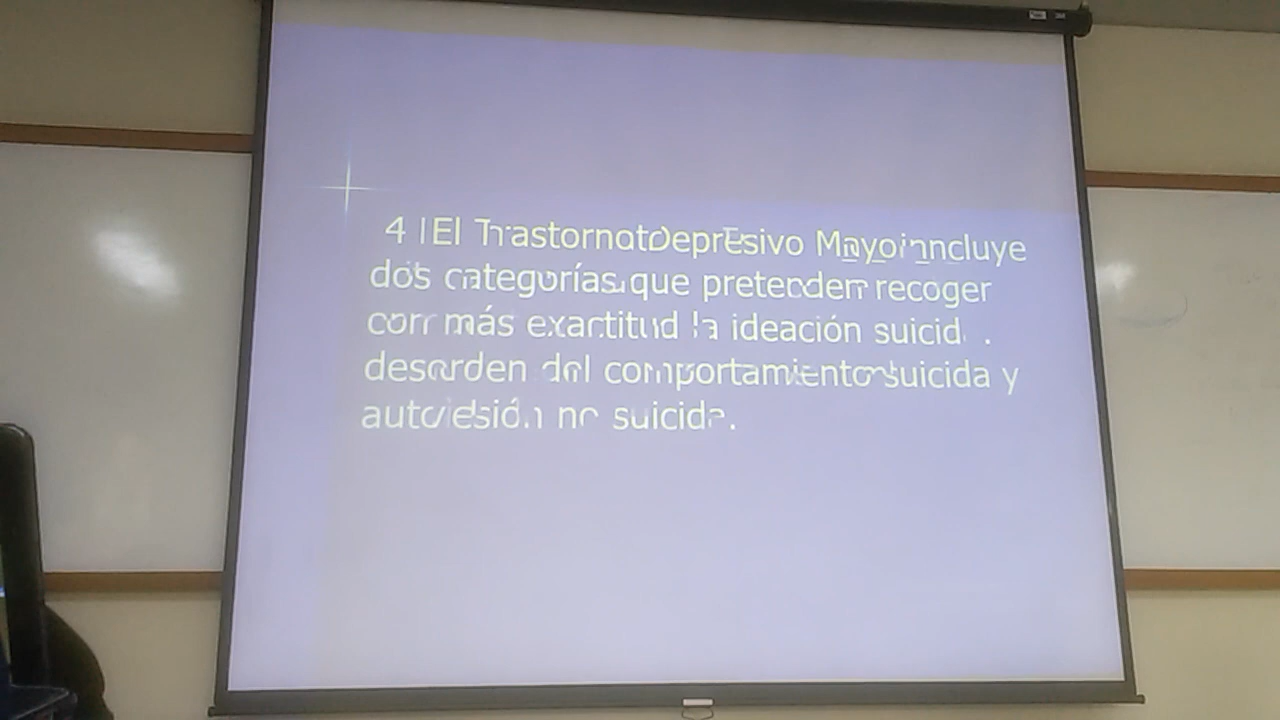 4 El Trastorno Depresivo Mayor incluye
dos categorías que pretenden recoger
con más exactitud la ideación suicid
desorden del comportamiento suicida y
autolesión no suicida.